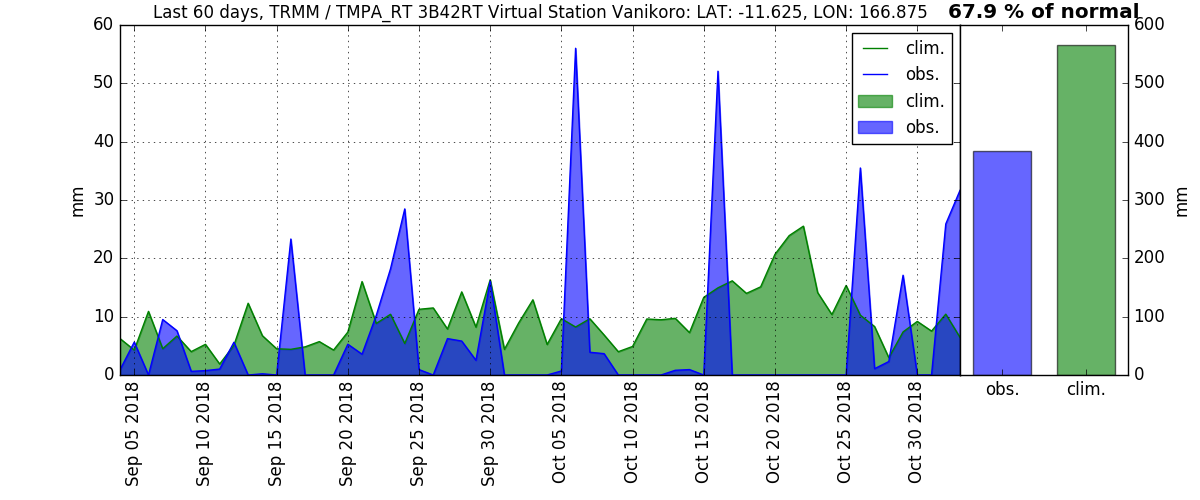 Last 60 days, TRMM / TMPA_RT 3B42RT Virtual Station Vanikoro: LAT: -11.625, LON: 166.875
67.9 % of normal
60
50
40
30
20
10
0
mm
clim.
obs.
clim.
obs.
600
500
400
300
200
100
0
mm
Sep 05 2018
Sep 10 2018
Sep 15 2018
Sep 20 2018
Sep 25 2018
Sep 30 2018
Oct 05 2018
Oct 10 2018
Oct 15 2018
Oct 20 2018
Oct 25 2018
Oct 30 2018
obs.
clim.